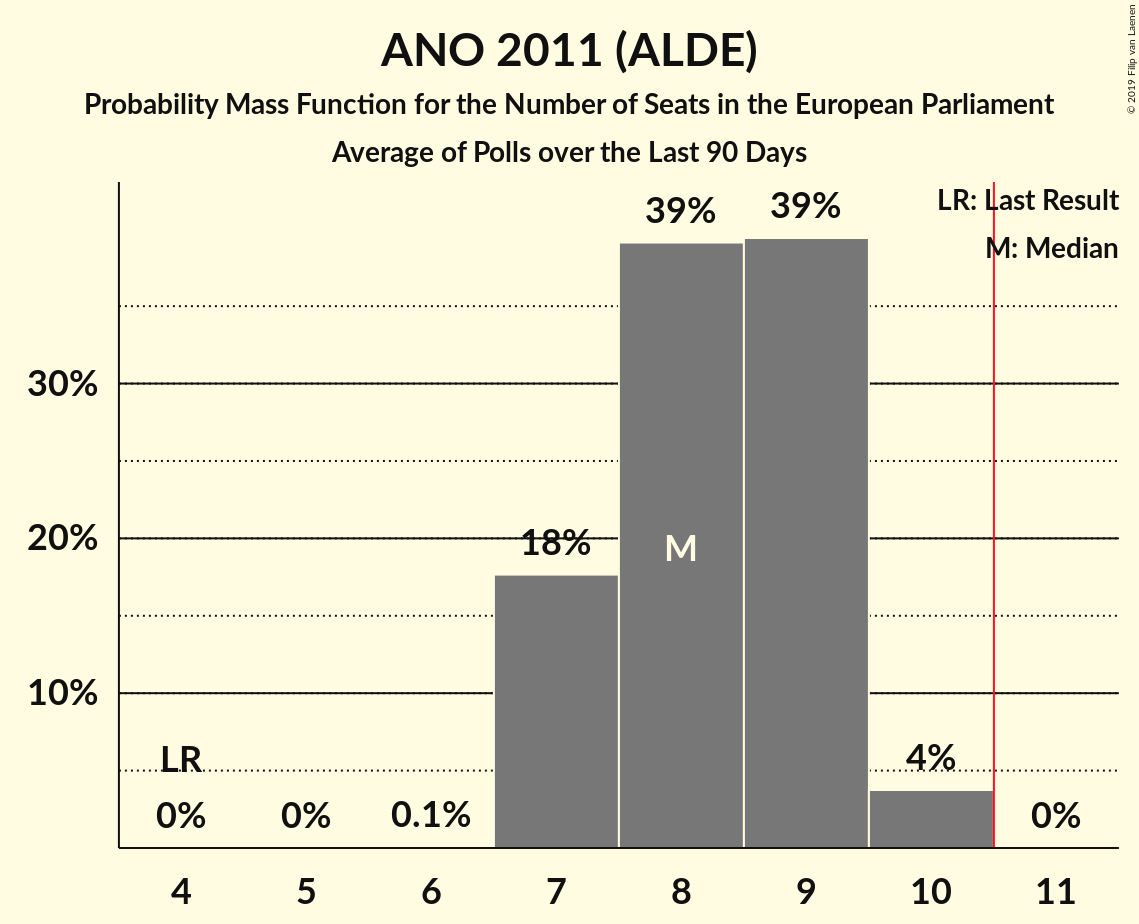 ANO 2011 (ALDE)
Probability Mass Function for the Number of Seats in the European Parliament
Average of Polls over the Last 90 Days
© 2019 Filip van Laenen
LR: Last Result
M: Median
39%
39%
30%
20%
18%
M
10%
LR
4%
0%
0%
0.1%
0%
4
5
6
7
8
9
10
11